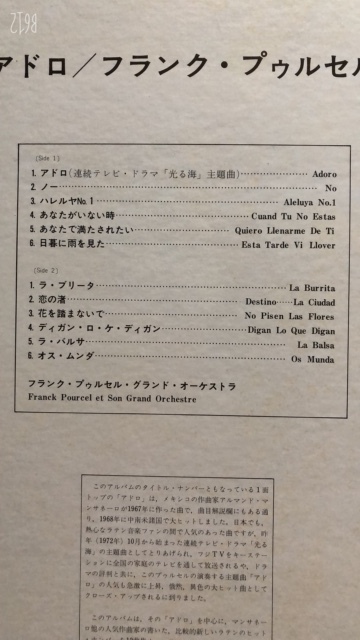 アドロ／フランク・プゥルセル
(Side 1)
1. アドロ(連続テレビ・ドラマ「光る海」主題曲)……Adoro
2. ノー……No
3. ハレルヤNo.1……Aleluya No.1
4. あなたがいない時……Cuand Tu No Estas
5. あなたで満たされたい……Quiero Llenarme De Ti
6. 日暮に雨を見た……Esta Tarde Vi Llover
(Side 2)
1. ラ・ブリータ……La Burrita
2. 恋の渚……Destino……La Ciudad
3. 花を踏まないで……No Pisen Las Flores
4. ディガン・ロ・ケ・ディガン……Digan Lo Que Digan
5. ラ・バルサ……La Balsa
6. オス・ムンダ……Os Munda
フランク・プゥルセル・グランド・オーケストラ
Franck Pourcel et Son Grand Orchestre
このアルバムのタイトル・ナンバーともなっている1面
トップの「アドロ」は、メキシコの作曲家アルマンド・マ
ンサネーロが1967年に作った曲で、曲目解説欄にもある通
り、1968年に中南米諸国で大ヒットしました。日本でも、
熱心なラテン音楽ファンの間で人気のあった曲ですが、昨
年(1972年)10月から始まった連続テレビ・ドラマ「光る
海」の主題曲としてとりあげられ、フジTVをキーステー
ションに全国の家庭のテレビを通して放送されるや、ドラ
マの評判と共に、このプゥルセルの演奏する主題曲「アド
ロ」の人気も急激に上昇、俄然、異色の大ヒット曲として
クローズ・アップされるに到りました。
このアルバムは、その「アドロ」を中心に、マンサネー
ロ他の人気作曲家の書いた、比較的新しいラテンのヒッ